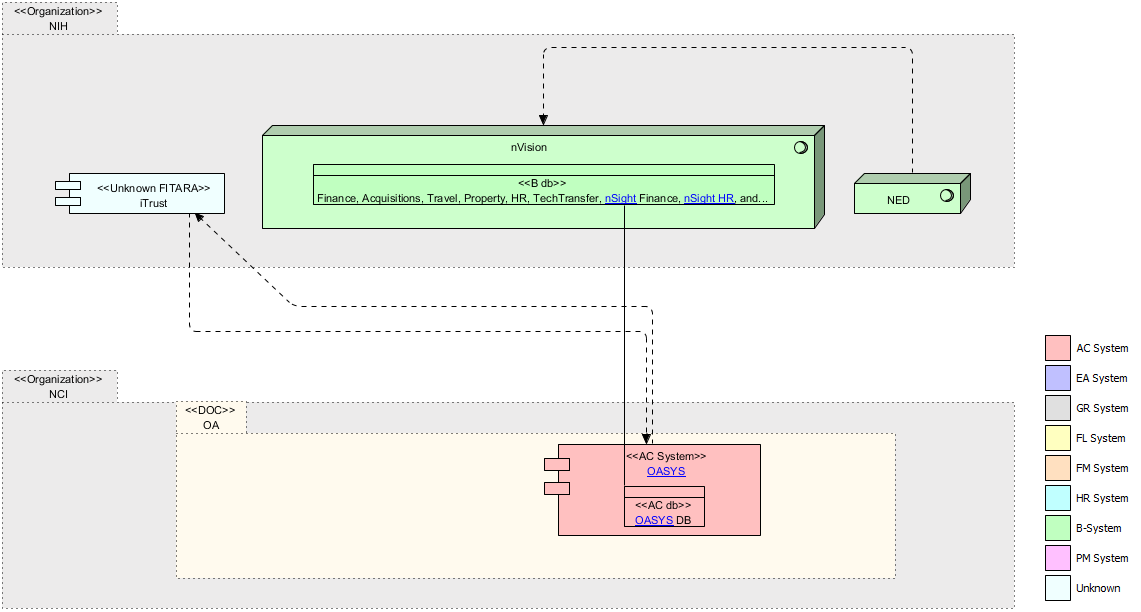 <<Organization>>
NIH
nVision
<<B db>>
Finance, Acquisitions, Travel, Property, HR, TechTransfer, nSight Finance, nSight HR, and...
<<Unknown FITARA>>
iTrust
NED
<<Organization>>
NCI
<<DOC>>
OA
<<AC System>>
OASYS
<<AC db>>
OASYS DB
AC System
EA System
GR System
FL System
FM System
HR System
B-System
PM System
Unknown